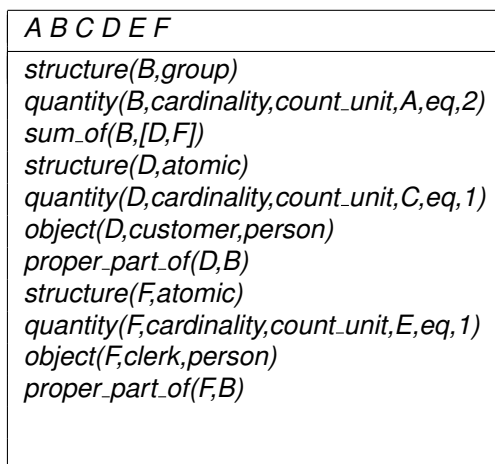 A B C D E F
structure(B,group)
quantity(B,cardinality,count_unit,A,eq,2)
sum_of(B,[D,F])
structure(D,atomic)
quantity(D,cardinality,count_unit,C,eq,1)
object(D,customer,person)
proper_part_of(D,B)
structure(F,atomic)
quantity(F,cardinality,count_unit,E,eq,1)
object(F,clerk,person)
proper_part_of(F,B)